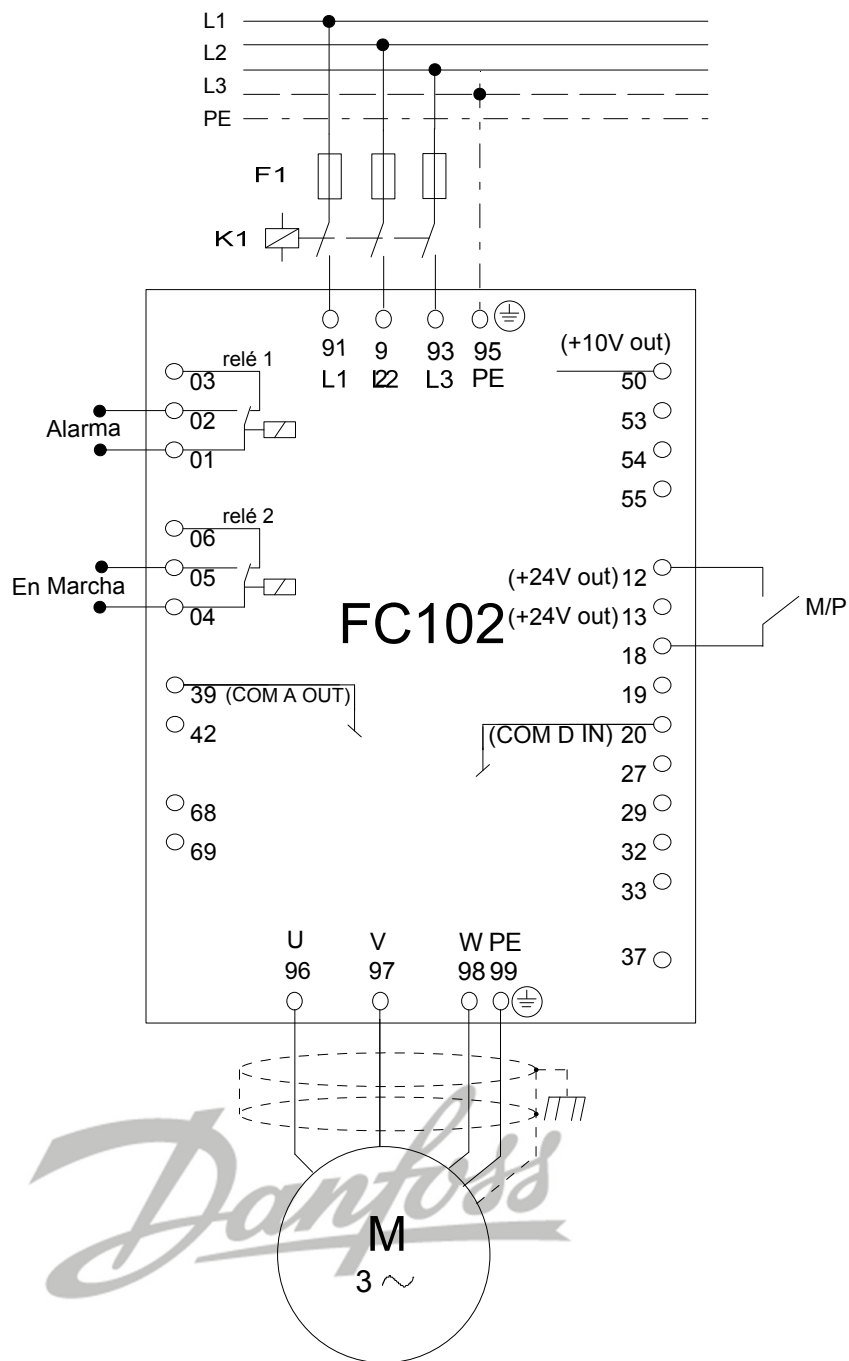 L1
L2
L3
PE
F1
K1
91 9 93 95
L1 L2 L3 PE
2
(+10V out)
50
53
54
55
03 relé 1
02
Alarma
01
06 relé 2
05
En Marcha
04
FC102
(+24V out) 12
(+24V out) 13
M/P
18
19
39 (COM A OUT)
42
(COM D IN) 20
27
29
32
33
37
68
69
U V W PE
96 97 98 99
Danfoss
M
3